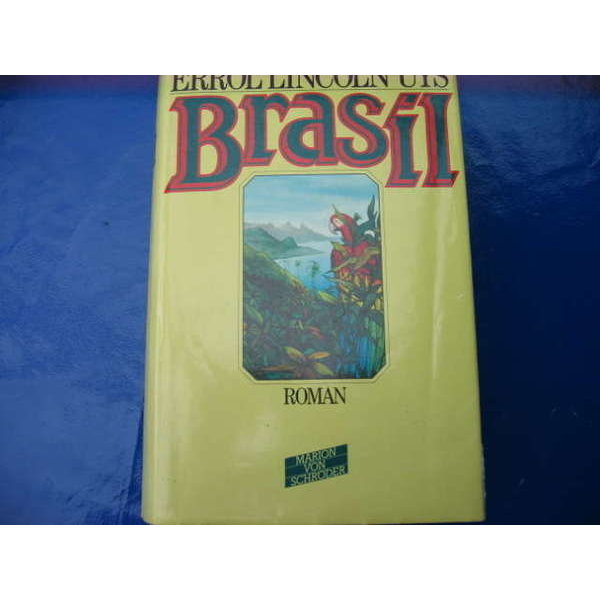 ERROL LINCOLN UYS
Brasil
ROMAN
MARION
VON
SCHRÖDER